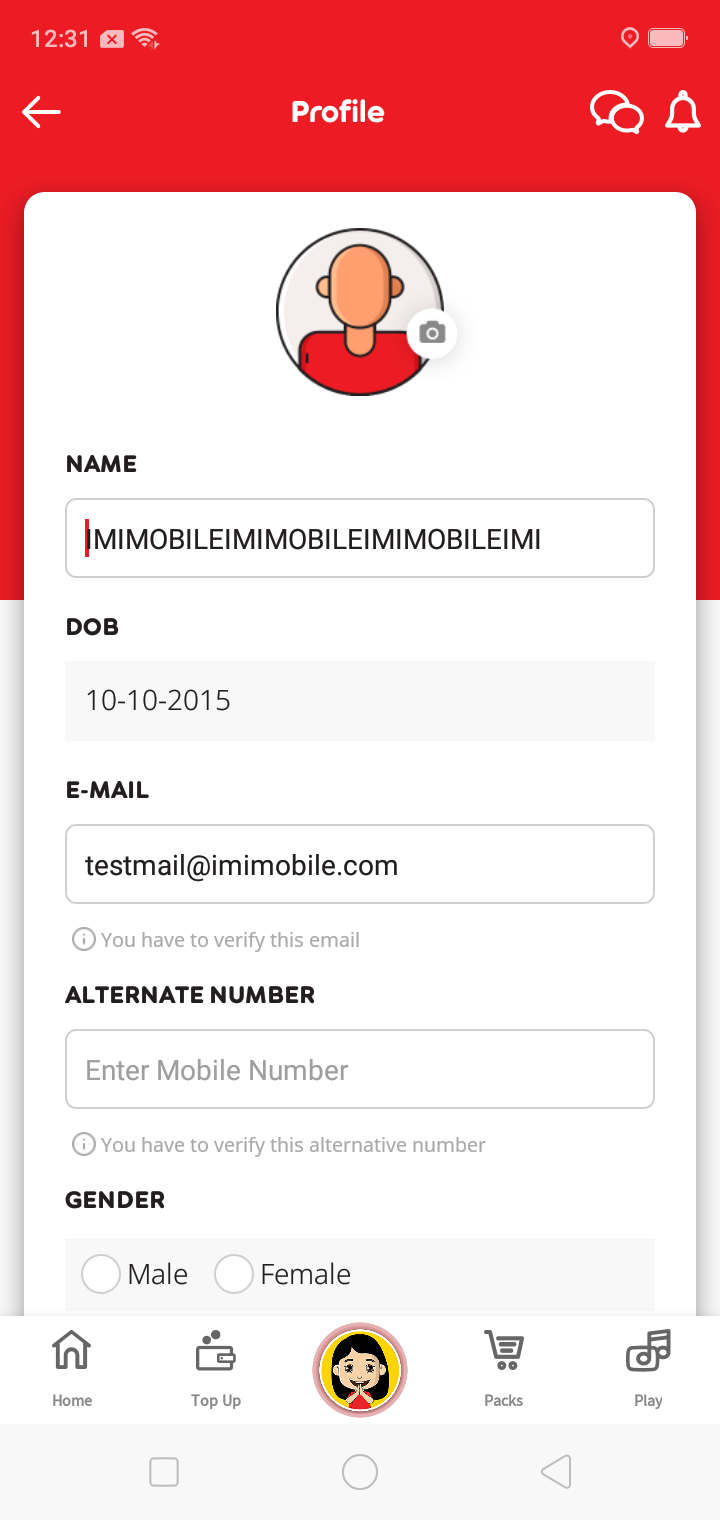 12:31
Profile
NAME
IMIMOBILEIMIMOBILEIMIMOBILEIMI
DOB
10-10-2015
E-MAIL
testmail@imimobile.com
You have to verify this email
ALTERNATE NUMBER
Enter Mobile Number
You have to verify this alternative number
GENDER
Male Female
Home Top Up Packs Play